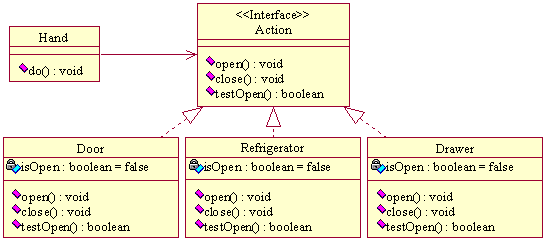 Hand
do() : void
<<Interface>>
Action
open() : void
close() : void
testOpen() : boolean
Door
isOpen : boolean = false
open() : void
close() : void
testOpen() : boolean
Refrigerator
isOpen : boolean = false
open() : void
close() : void
testOpen() : boolean
Drawer
isOpen : boolean = false
open() : void
close() : void
testOpen() : boolean